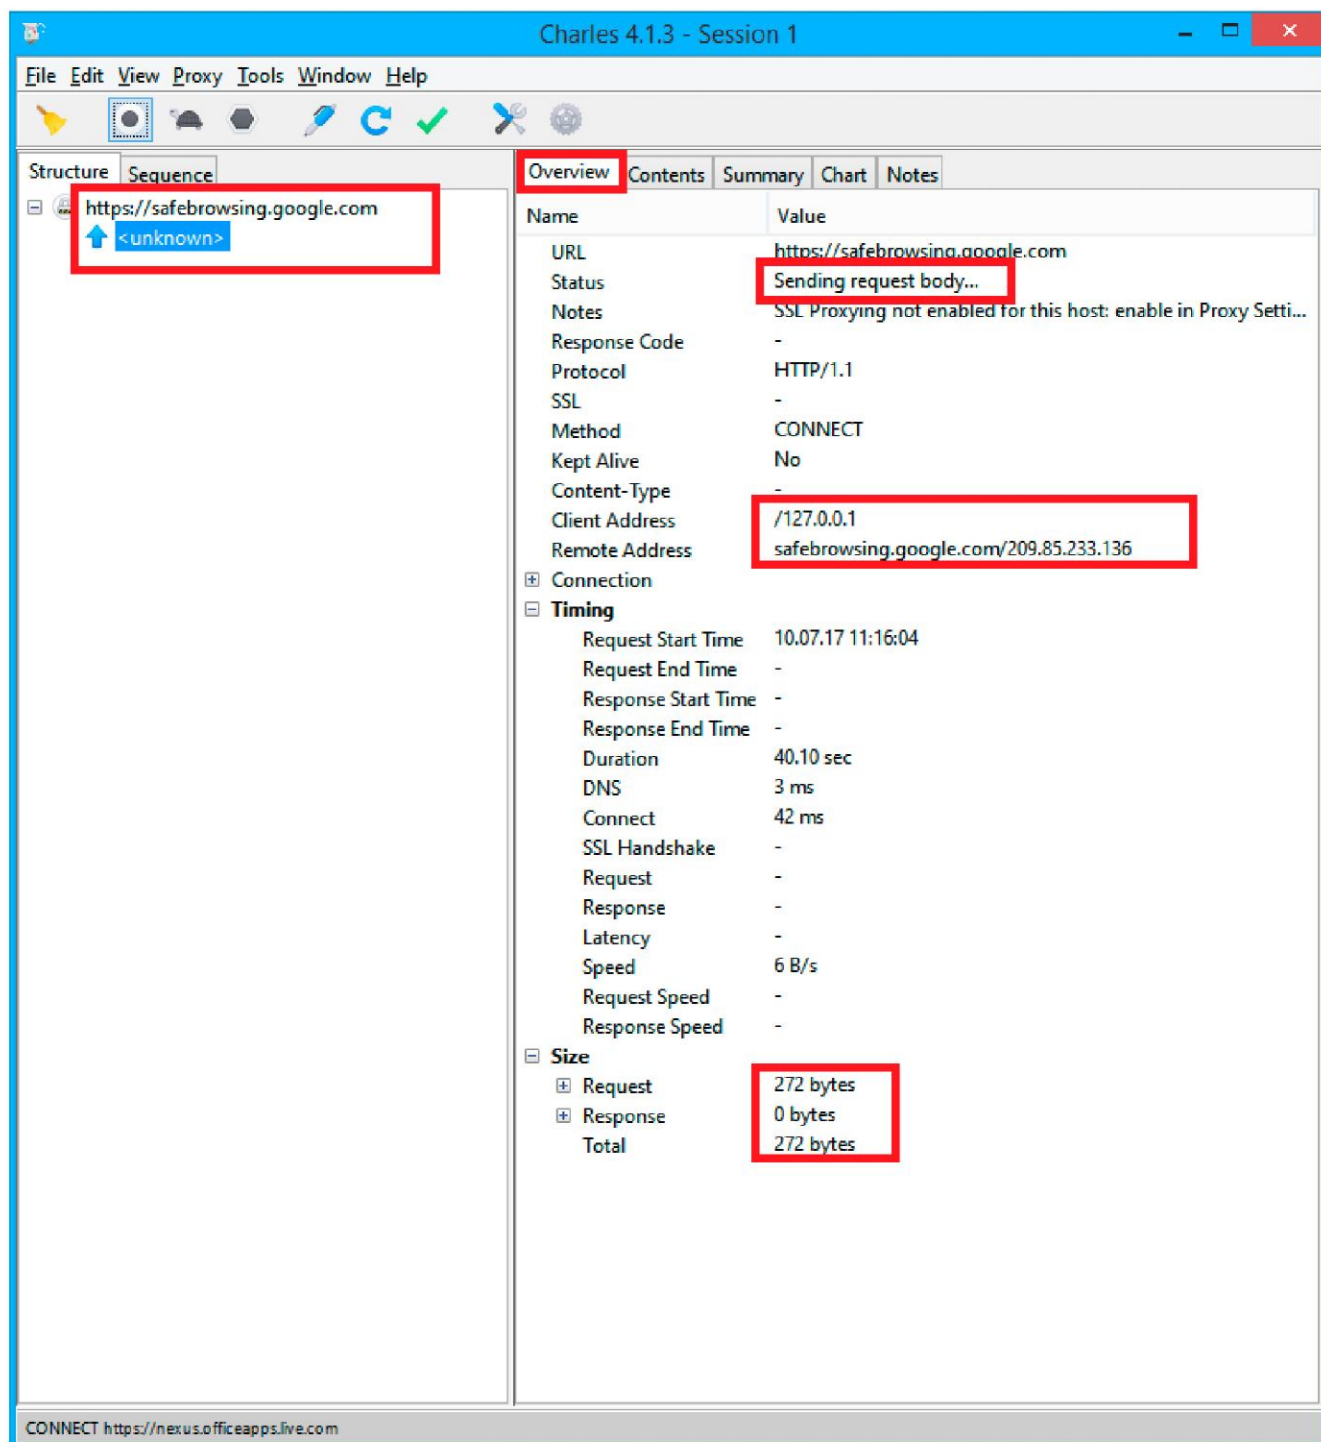 Charles 4.1.3 - Session 1
File Edit View Proxy Tools Window Help
Structure Sequence
https://safebrowsing.google.com
<unknown>
Overview Contents Summary Chart Notes
Name Value
URL https://safebrowsing.google.com
Status Sending request body...
Notes SSL Proxying not enabled for this host: enable in Proxy Setti...
Response Code -
Protocol HTTP/1.1
SSL -
Method CONNECT
Kept Alive No
Content-Type -
Client Address /127.0.0.1
Remote Address safebrowsing.google.com/209.85.233.136
Connection
Timing
Request Start Time 10.07.17 11:16:04
Request End Time -
Response Start Time -
Response End Time -
Duration 40.10 sec
DNS 3 ms
Connect 42 ms
SSL Handshake -
Request -
Response -
Latency -
Speed 6 B/s
Request Speed -
Response Speed -
Size
Request 272 bytes
Response 0 bytes
Total 272 bytes
CONNECT https://nexus.officeapps.live.com